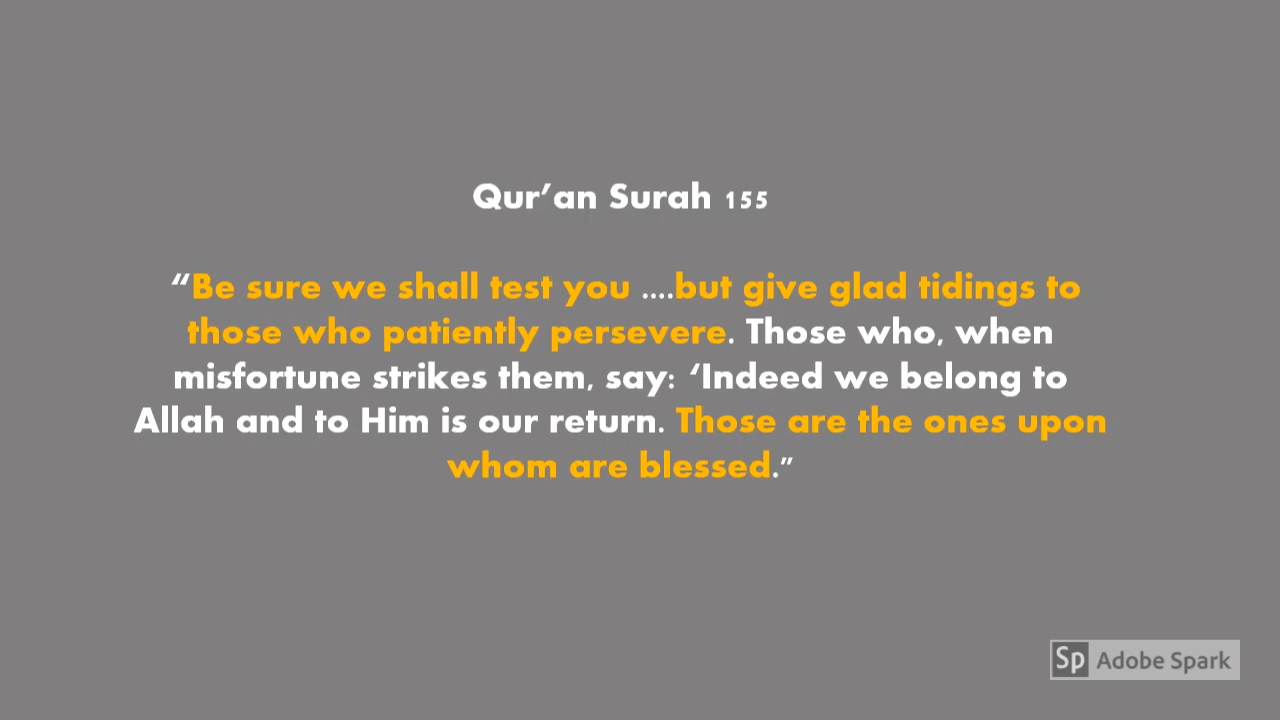 Qur’an Surah 155
“Be sure we shall test you ....but give glad tidings to
those who patiently persevere. Those who, when
misfortune strikes them, say: ‘Indeed we belong to
Allah and to Him is our return. Those are the ones upon
whom are blessed.”
Sp Adobe Spark